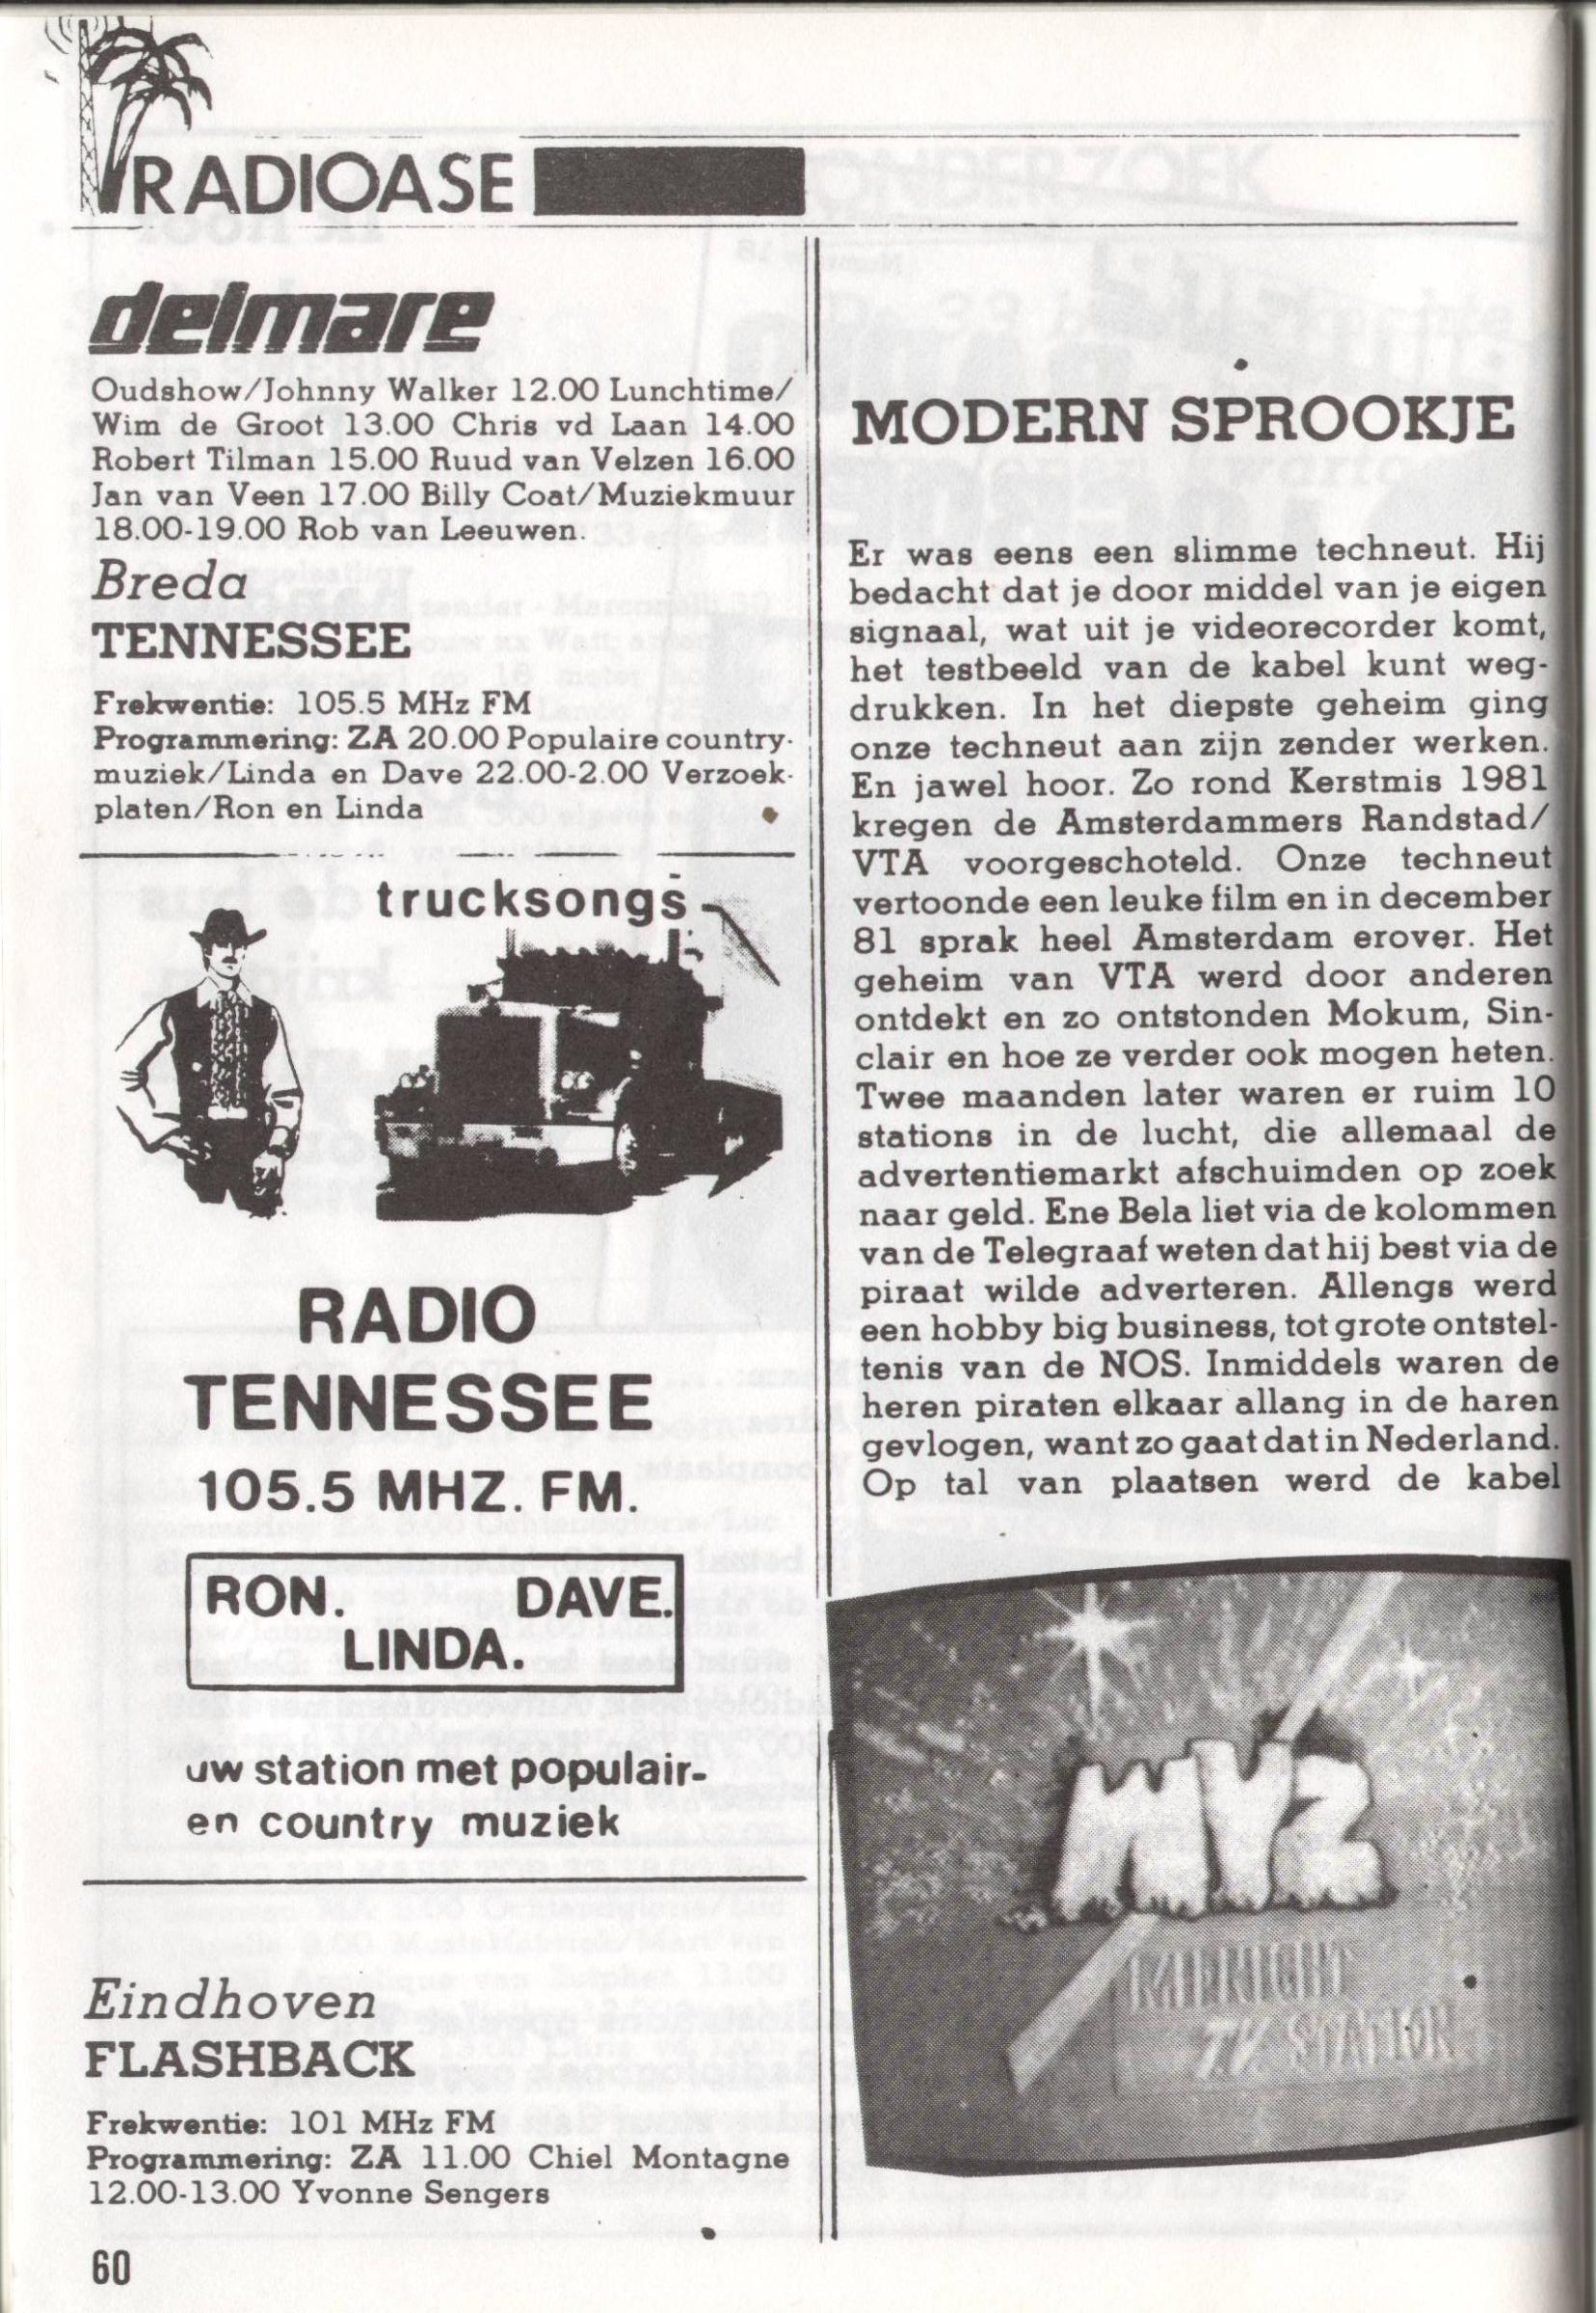 RADIOASE
delmare
Oudshow/Johnny Walker 12.00 Lunchtime/
Wim de Groot 13.00 Chris vd Laan 14.00
Robert Tilman 15.00 Ruud van Velzen 16.00
Jan van Veen 17.00 Billy Coat/Muziekmuur
18.00-19.00 Rob van Leeuwen.
Breda
TENNESSEE
Frekwentie: 105.5 MHz FM
Programmering: ZA 20.00 Populaire country-
muziek/Linda en Dave 22.00-2.00 Verzoek-
platen/Ron en Linda
trucksongs
RADIO
TENNESSEE
105.5 MHZ. FM.
RON. DAVE.
LINDA.
uw station met populair-
en country muziek
Eindhoven
FLASHBACK
Frekwentie: 101 MHz FM
Programmering: ZA 11.00 Chiel Montagne
12.00-13.00 Yvonne Sengers
60
MODERN SPROOKJE
Er was eens een slimme techneut. Hij
bedacht dat je door middel van je eigen
signaal, wat uit je videorecorder komt,
het testbeeld van de kabel kunt weg-
drukken. In het diepste geheim ging
onze techneut aan zijn zender werken.
En jawel hoor. Zo rond Kerstmis 1981
kregen de Amsterdammers Randstad/
VTA voorgeschoteld. Onze techneut
vertoonde een leuke film en in december
81 sprak heel Amsterdam erover. Het
geheim van VTA werd door anderen
ontdekt en zo ontstonden Mokum, Sin-
clair en hoe ze verder ook mogen heten.
Twee maanden later waren er ruim 10
stations in de lucht, die allemaal de
advertentiemarkt afschuimden op zoek
naar geld. Ene Bela liet via de kolommen
van de Telegraaf weten dat hij best via de
piraat wilde adverteren. Allengs werd
een hobby big business, tot grote ontstel-
tenis van de NOS. Inmiddels waren de
heren piraten elkaar allang in de haren
gevlogen, want zo gaat dat in Nederland.
Op tal van plaatsen werd de kabel
MIDNIGHT
TV STATION